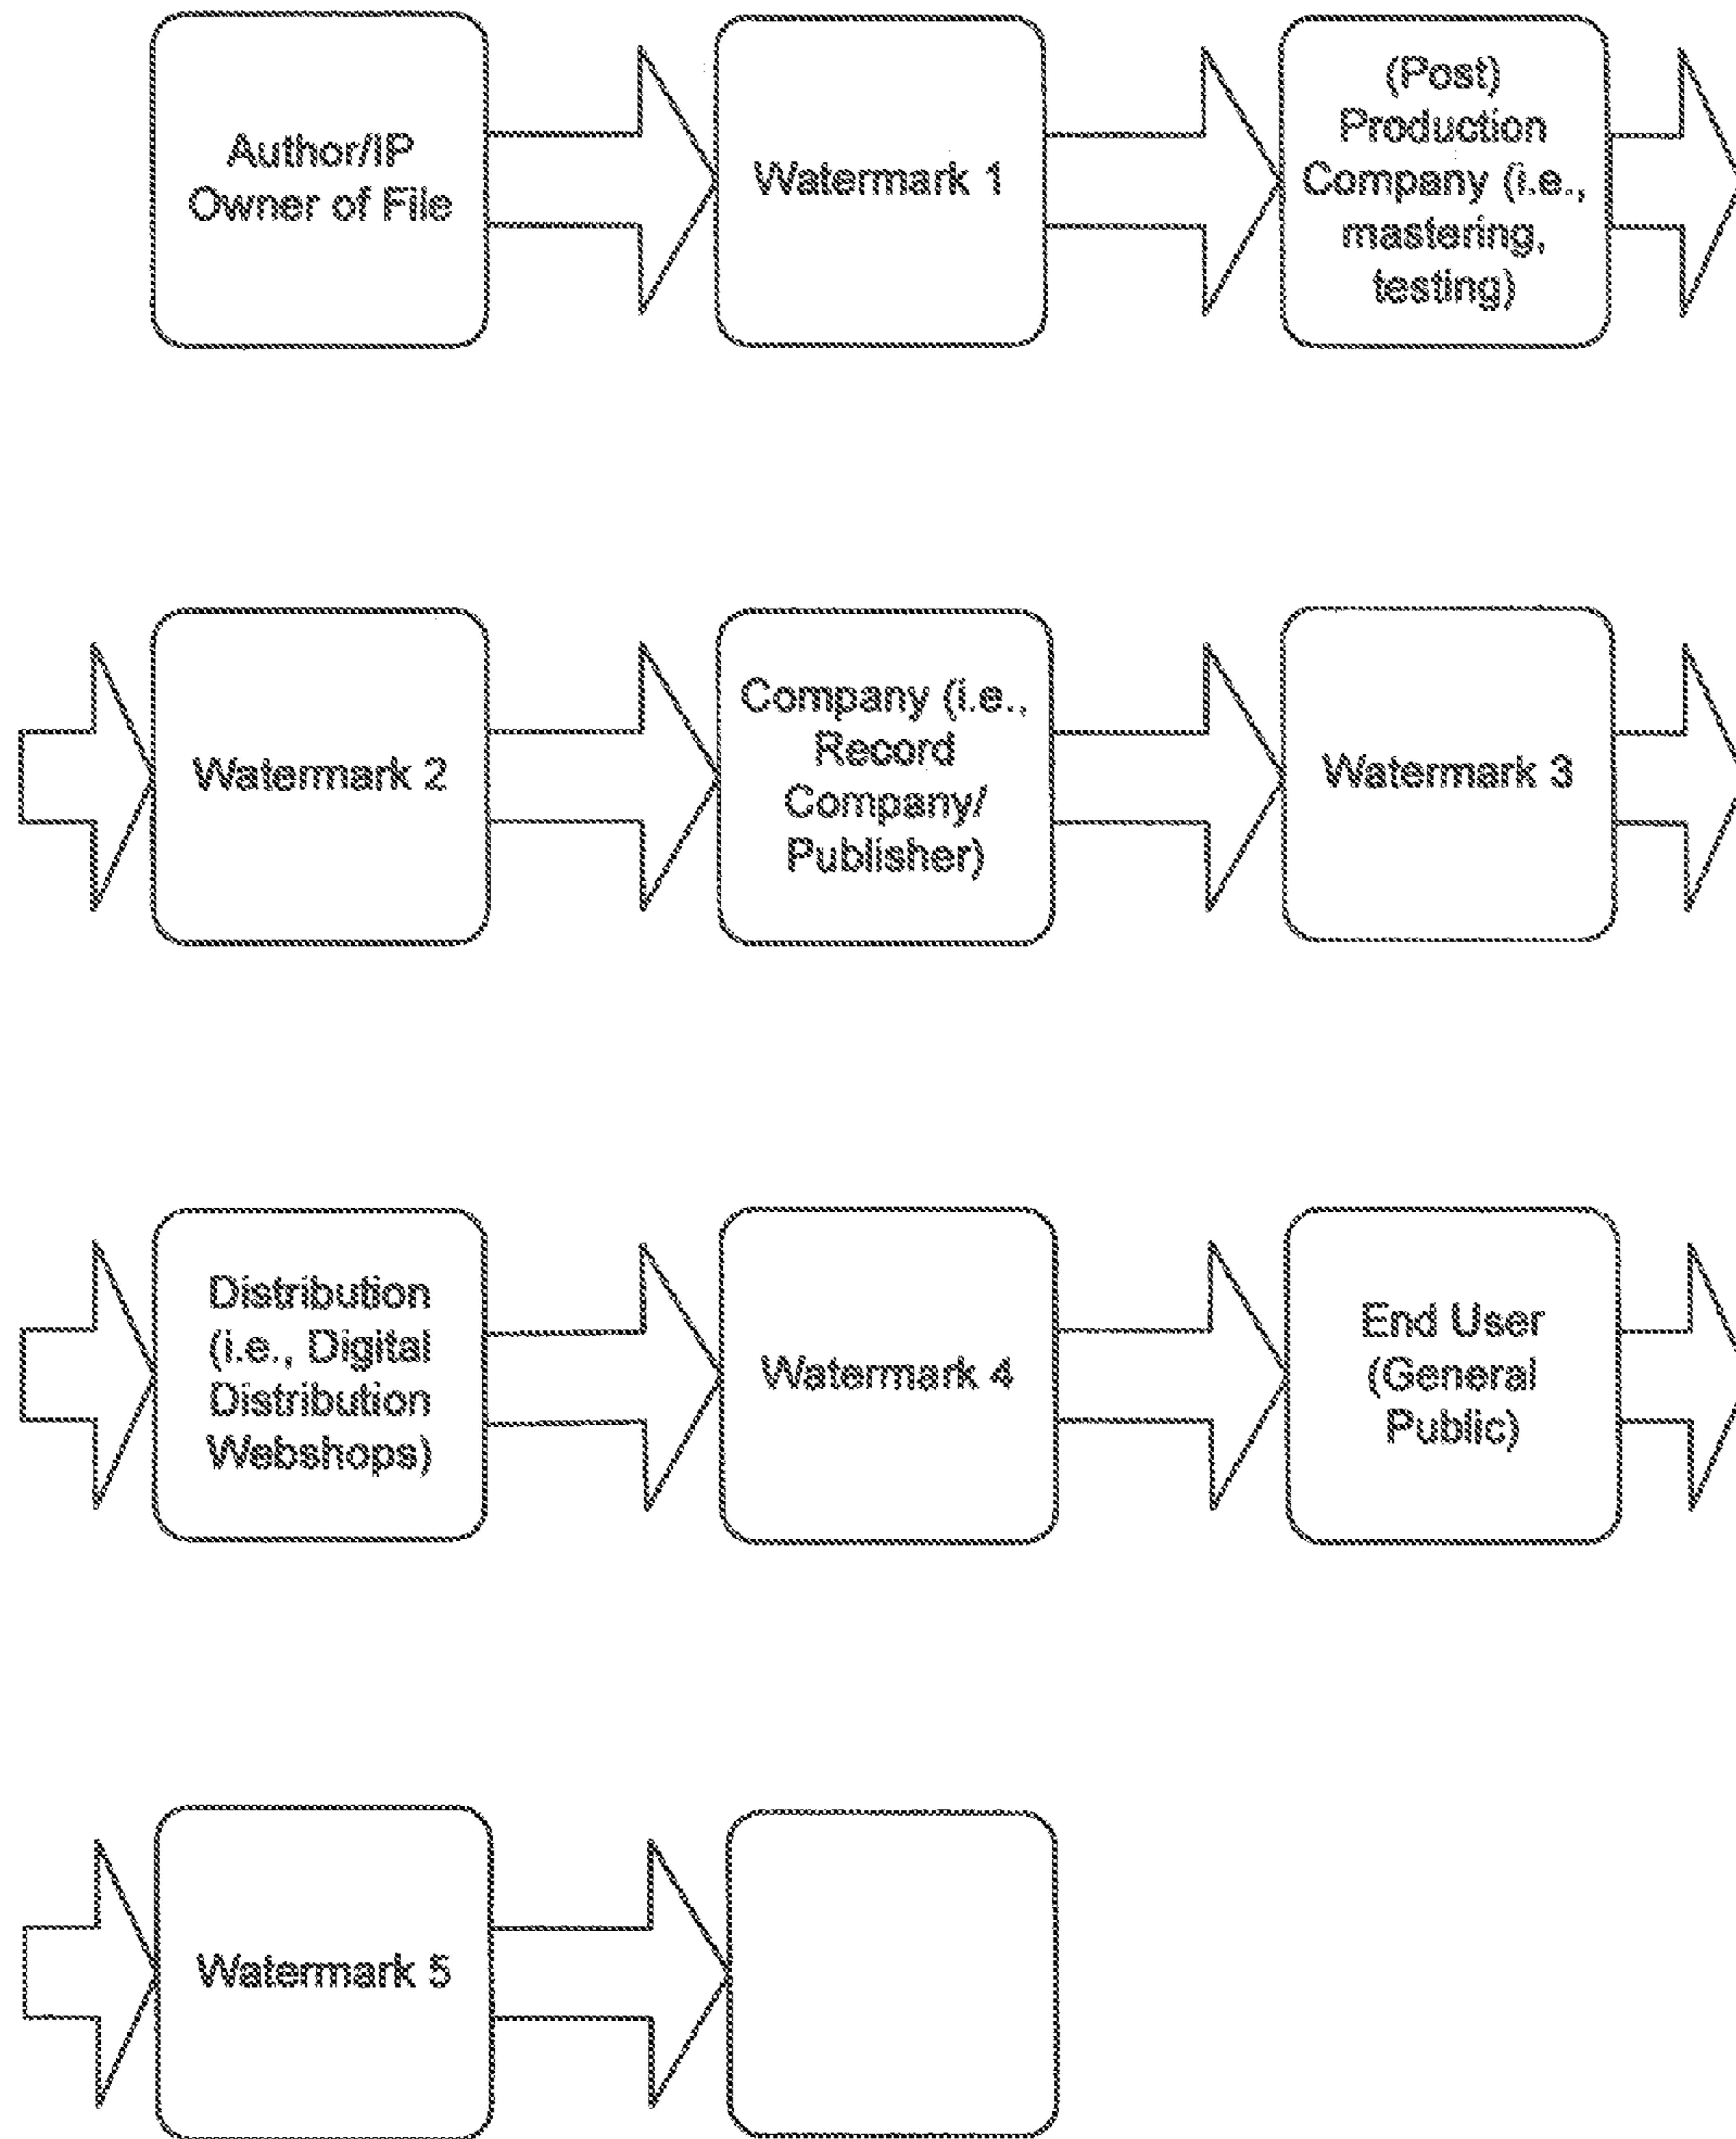 Author/IP
Owner of File
Watermark 1
(Post)
Production
Company (i.e.,
mastering,
testing)
Watermark 2
Company (i.e.,
Record
Company/
Publisher)
Watermark 3
Distribution
(i.e., Digital
Distribution
Webshops)
Watermark 4
End User
(General
Public)
Watermark 5